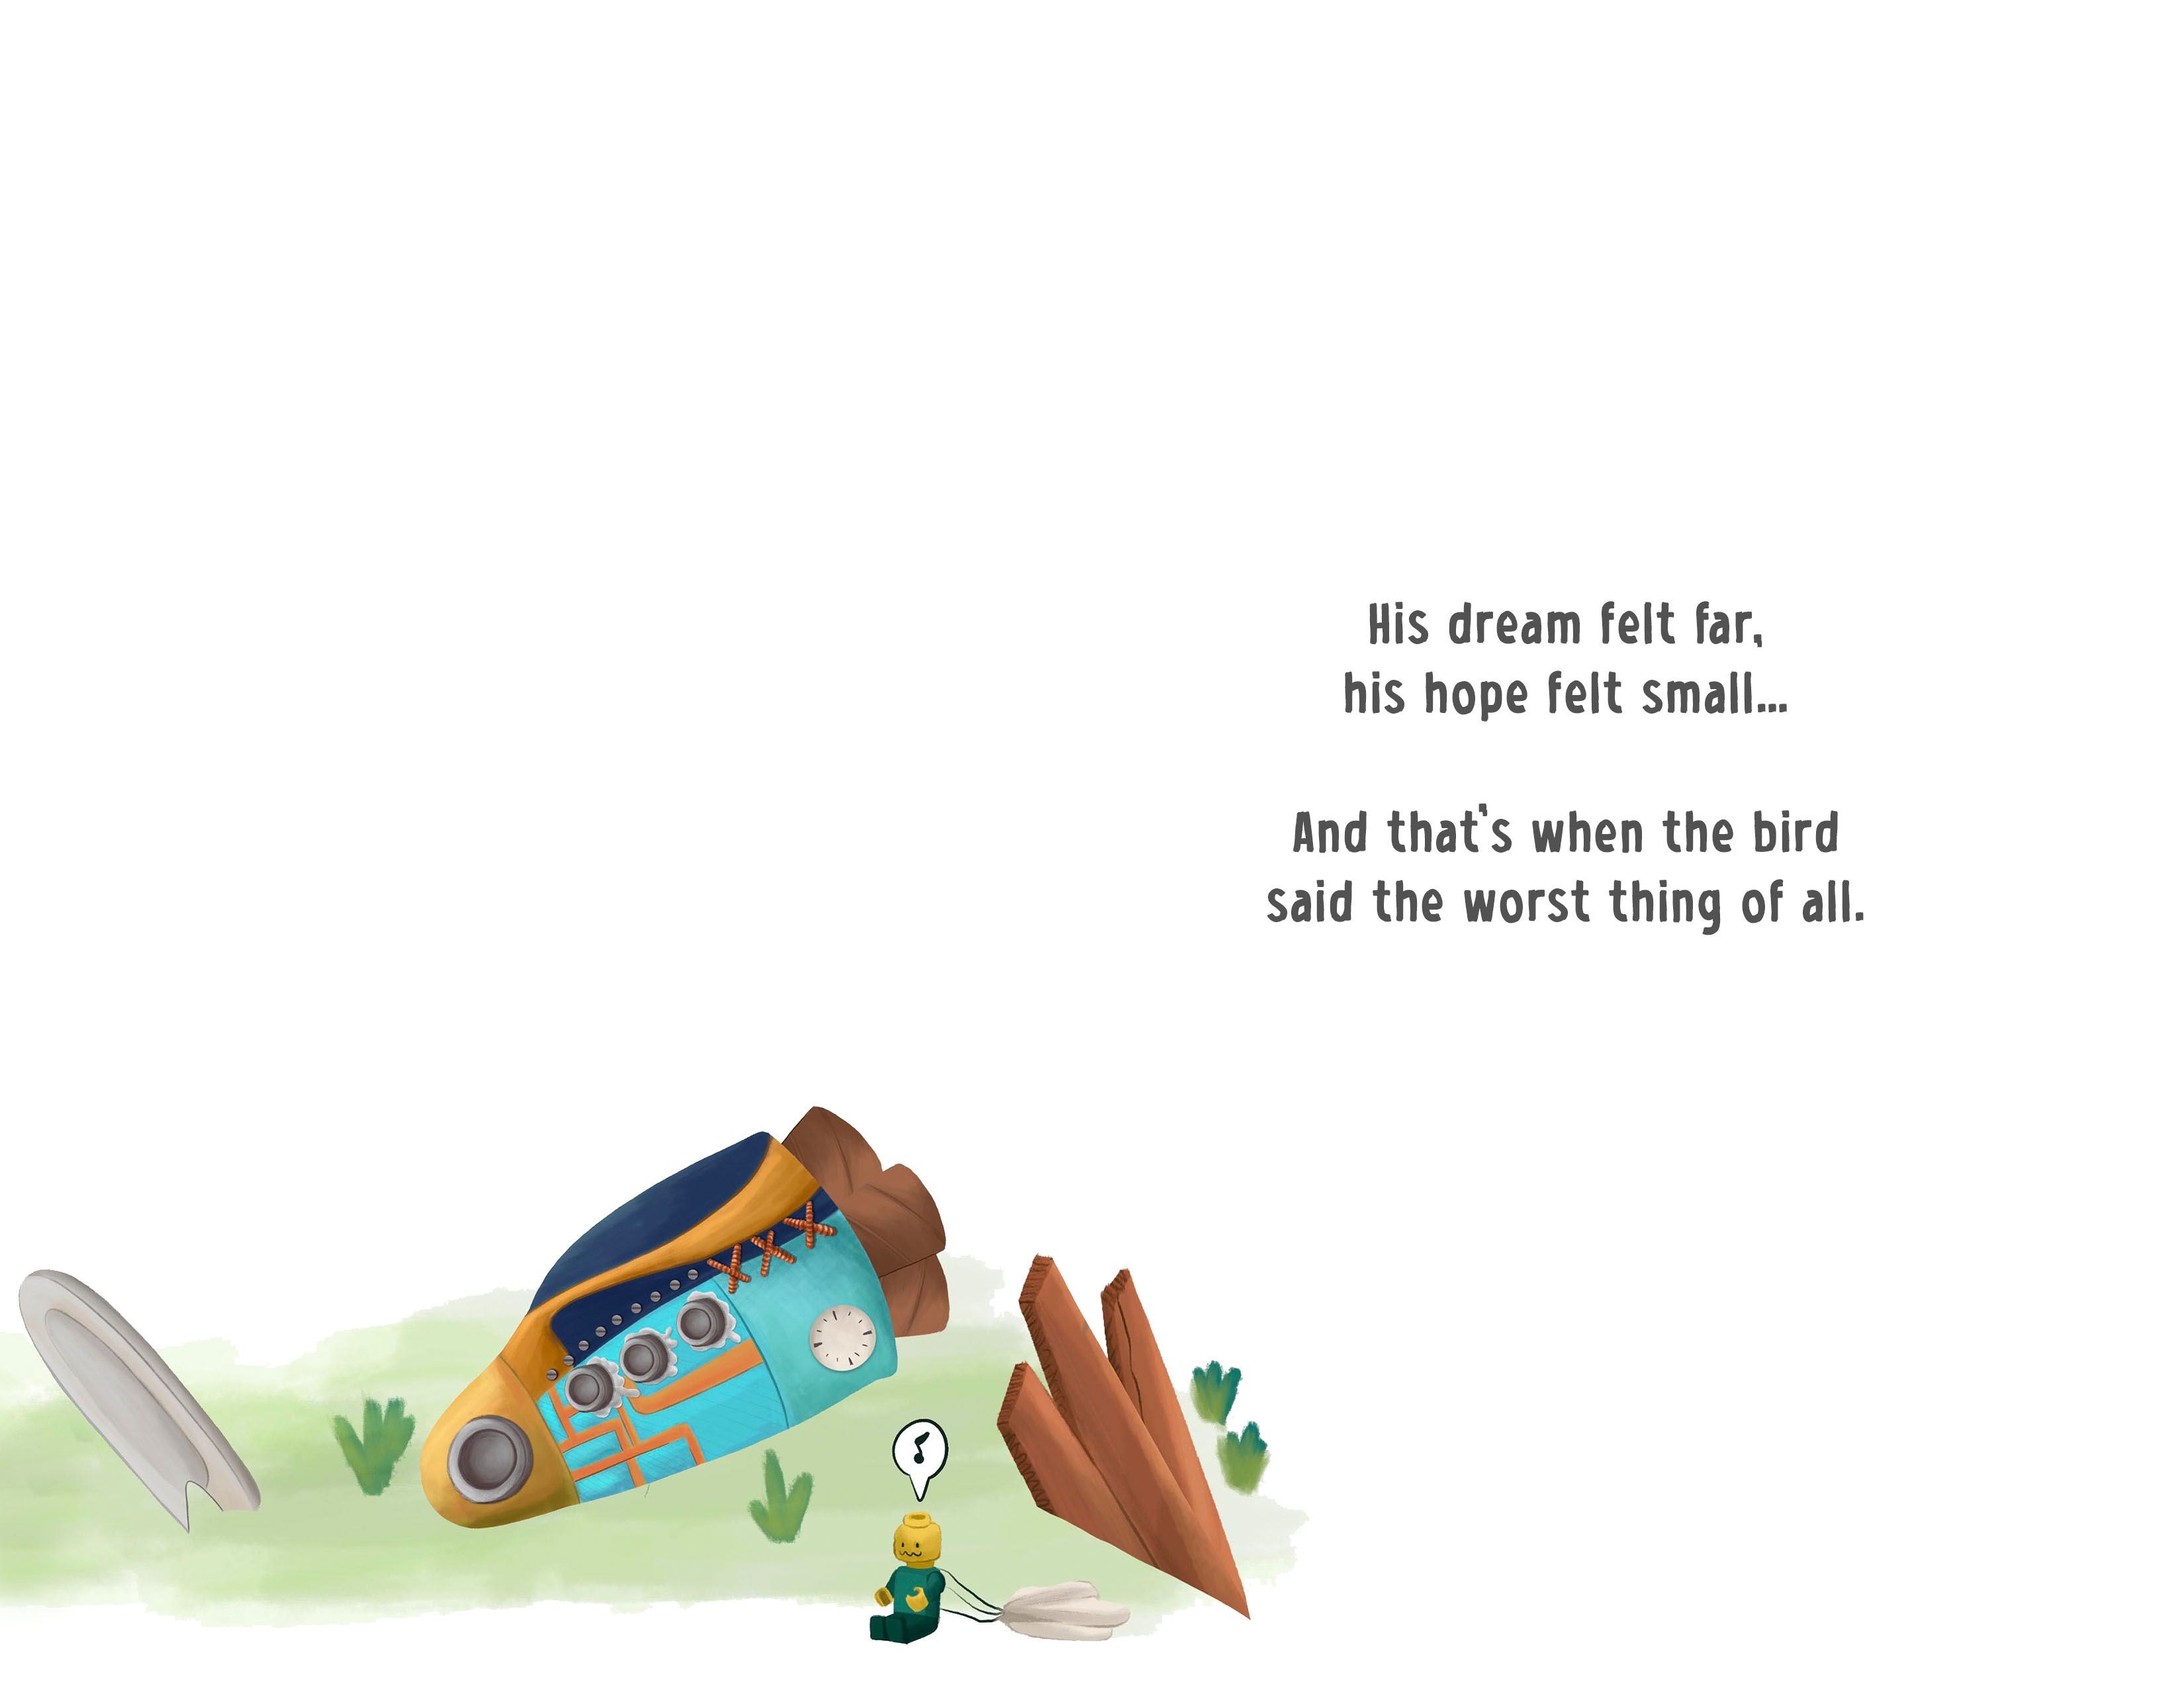 His dream felt far,
his hope felt small...
And that's when the bird
said the worst thing of all.